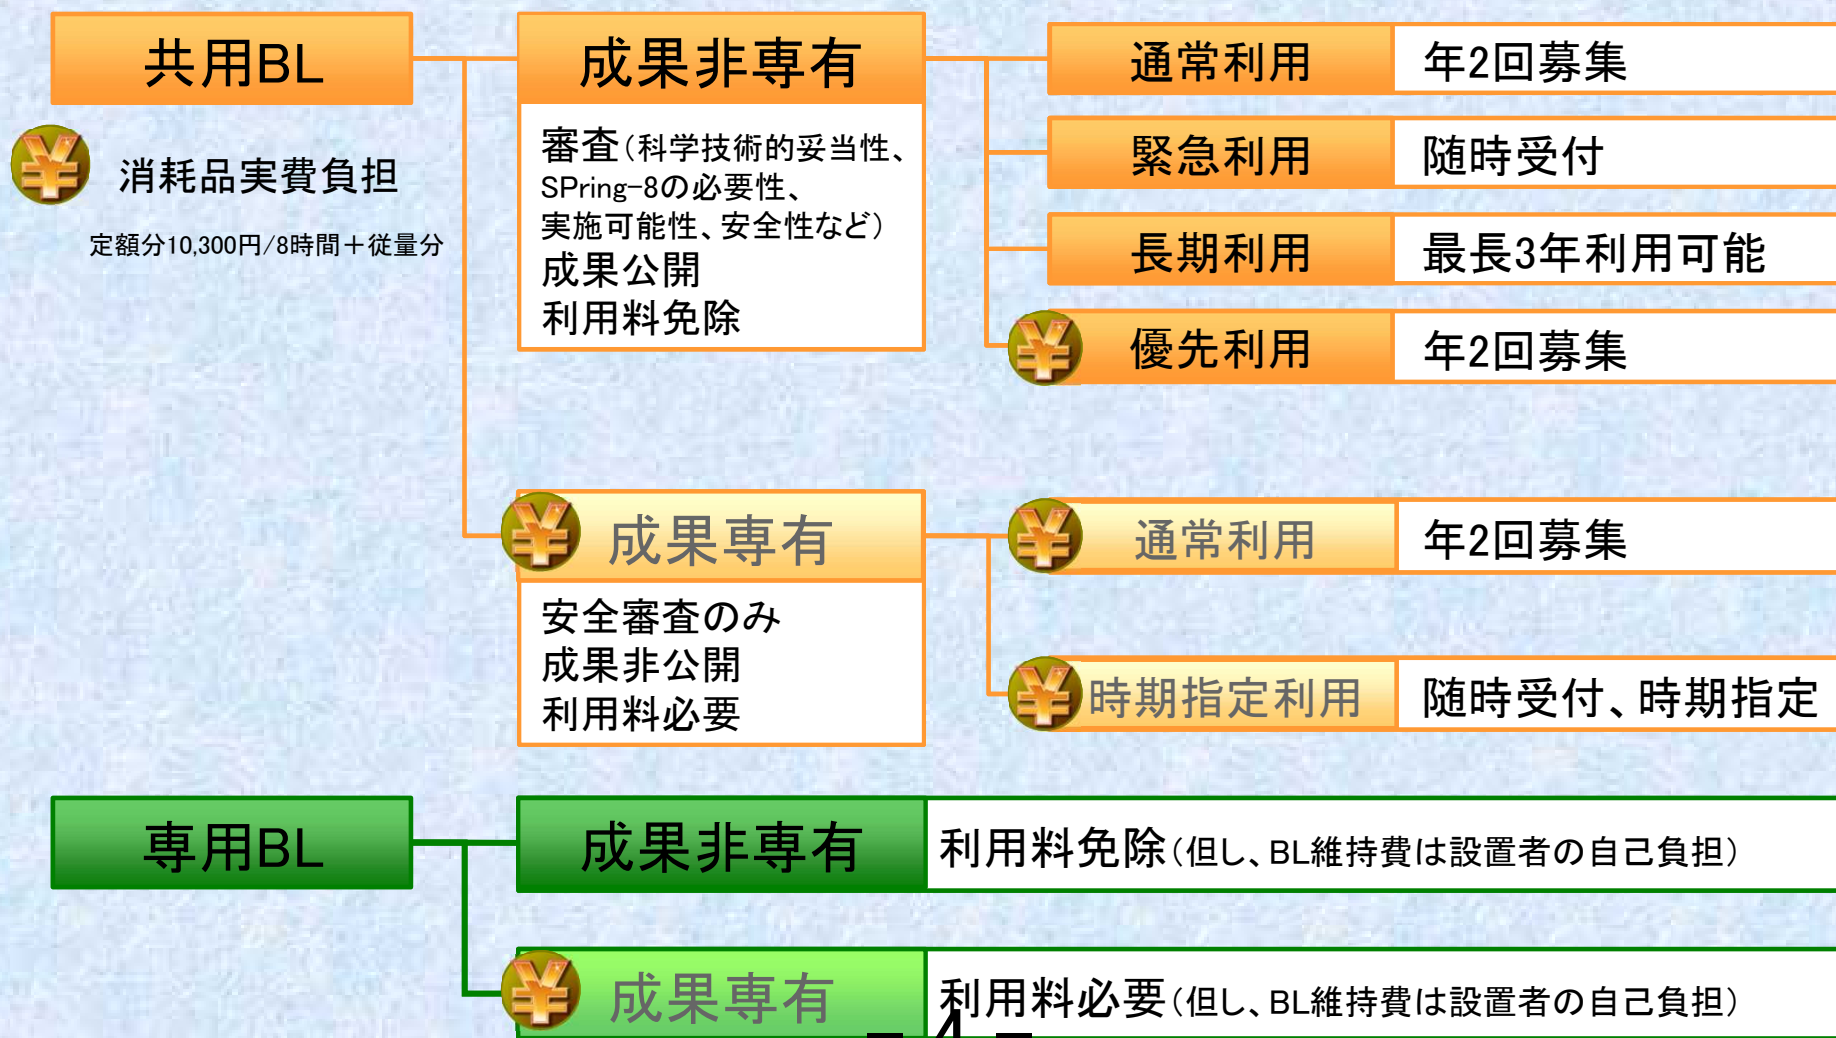 共用BL
¥ 消耗品実費負担
定額分10,300円/8時間＋従量分
成果非専有
審査（科学技術的妥当性、
SPring-8の必要性、
実施可能性、安全性など）
成果公開
利用料免除
通常利用 年2回募集
緊急利用 随時受付
長期利用 最長3年利用可能
¥ 優先利用 年2回募集
¥ 成果専有
安全審査のみ
成果非公開
利用料必要
¥ 通常利用 年2回募集
¥ 時期指定利用 随時受付、時期指定
専用BL
成果非専有 利用料免除（但し、BL維持費は設置者の自己負担）
¥ 成果専有 利用料必要（但し、BL維持費は設置者の自己負担）
- 4 -